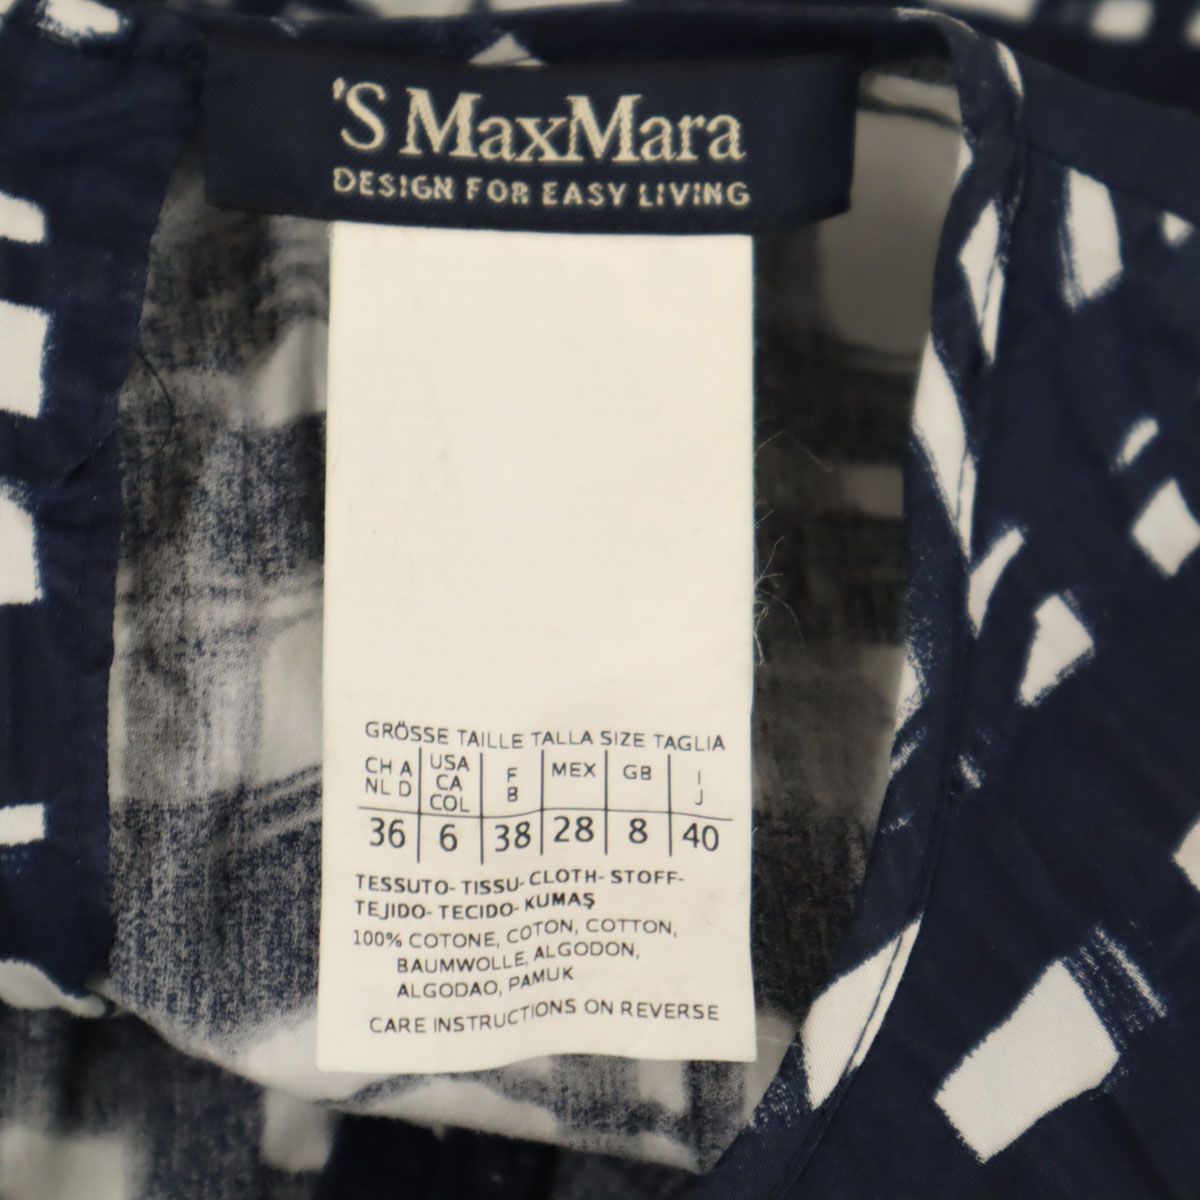 'S MaxMara
DESIGN FOR EASY LIVING
GRÖSSE TAILLE TALLA SIZE TAGLIA
CH A NL D | USA CA COL | F B | MEX | GB | I J
36 | 6 | 38 | 28 | 8 | 40
TESSUTO- TISSU- CLOTH- STOFF-
TEJIDO- TECIDO- KUMAŞ
100% COTONE, COTON, COTTON,
BAUMWOLLE, ALGODON,
ALGODAO, PAMUK
CARE INSTRUCTIONS ON REVERSE